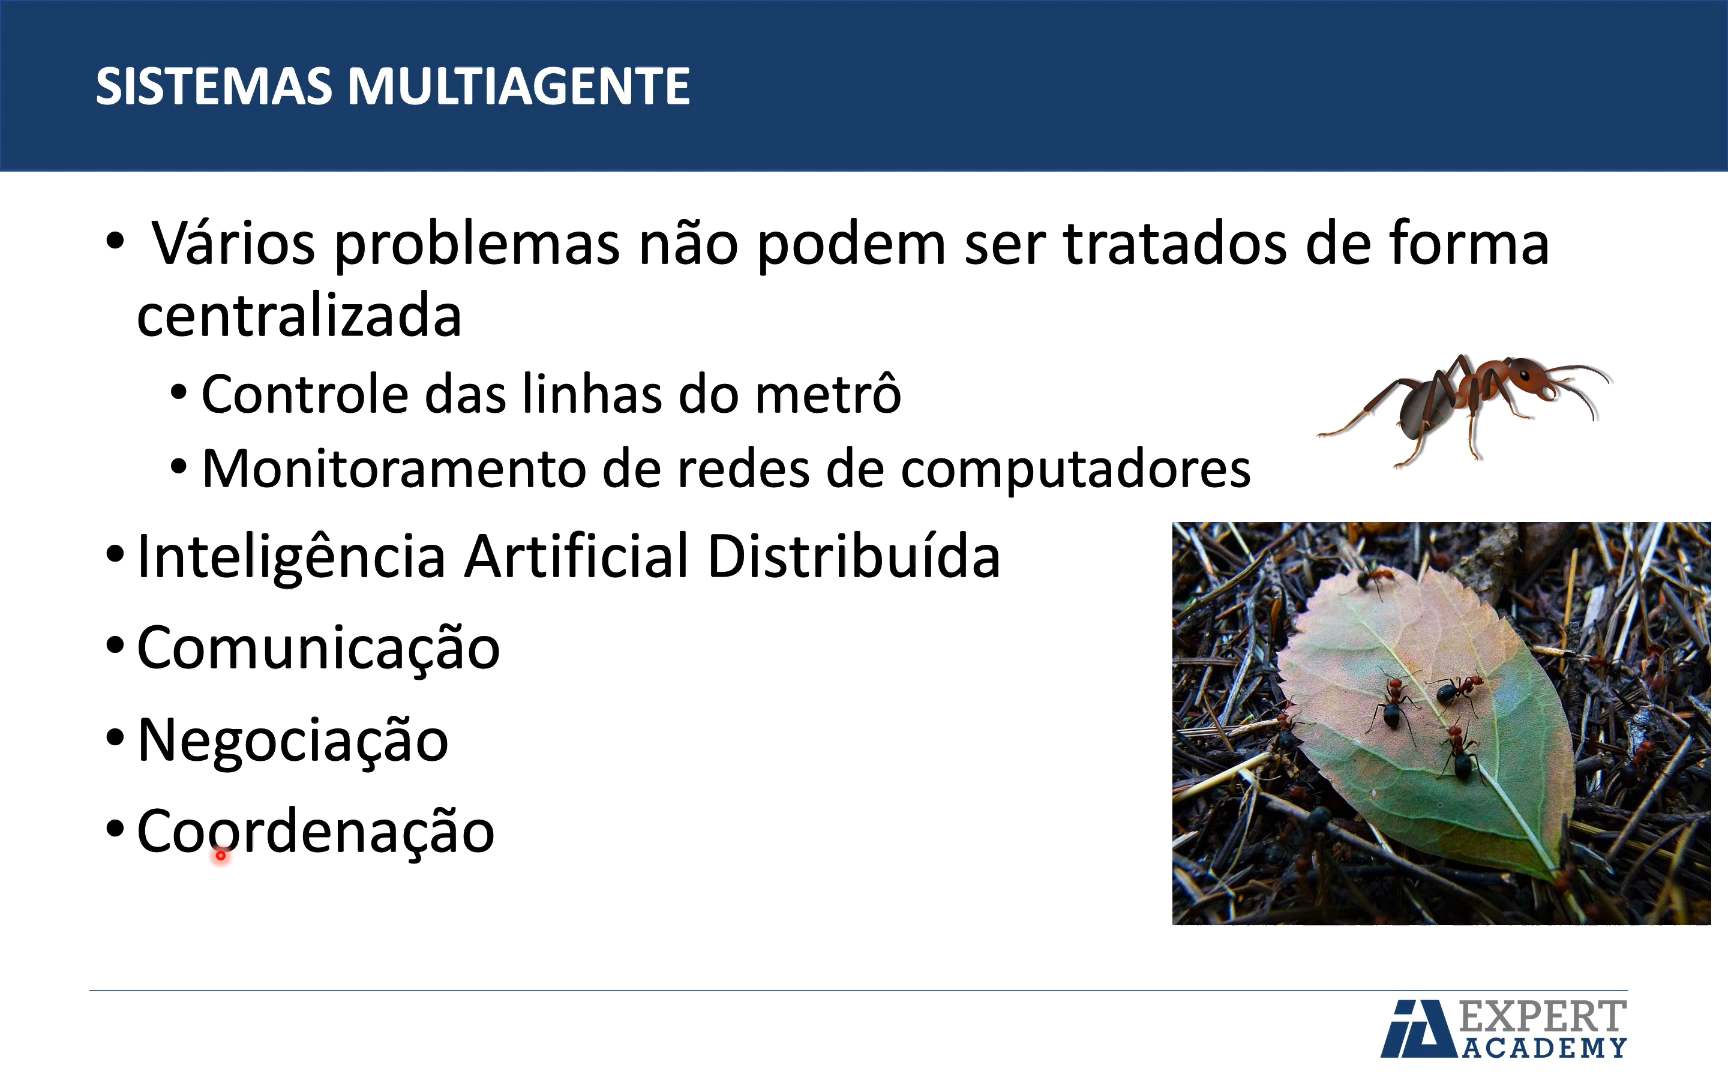 SISTEMAS MULTIAGENTE
• Vários problemas não podem ser tratados de forma
centralizada
• Controle das linhas do metrô
• Monitoramento de redes de computadores
• Inteligência Artificial Distribuída
• Comunicação
• Negociação
• Coordenação
IA EXPERT
ACADEMY